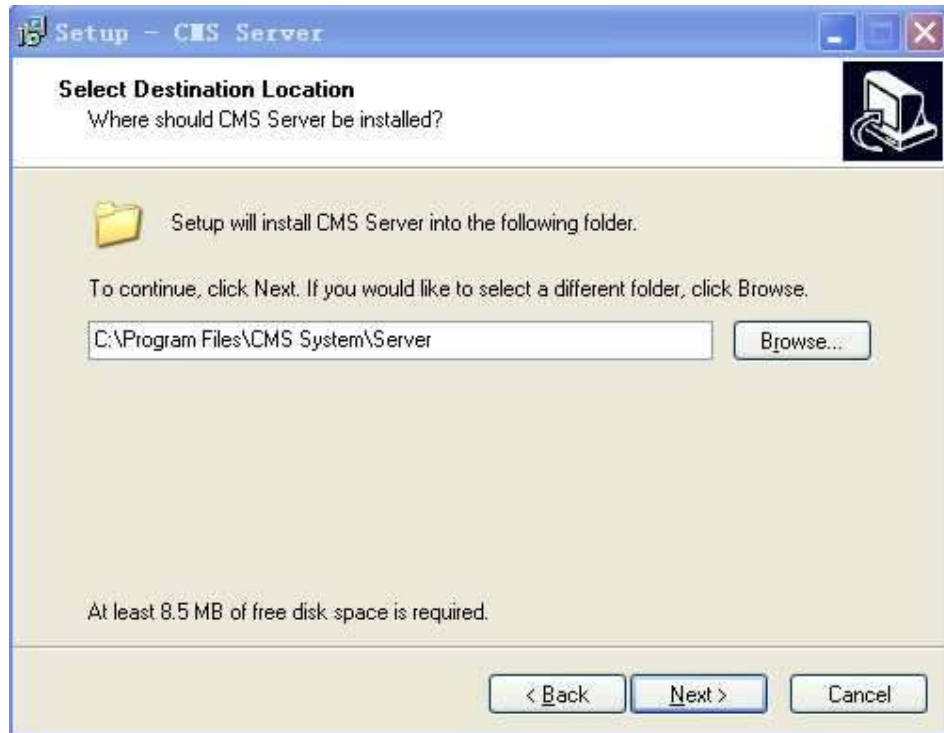 Setup - CMS Server
Select Destination Location
Where should CMS Server be installed?
Setup will install CMS Server into the following folder.
To continue, click Next. If you would like to select a different folder, click Browse.
C:\Program Files\CMS System\Server
Browse...
At least 8.5 MB of free disk space is required.
< Back
Next >
Cancel